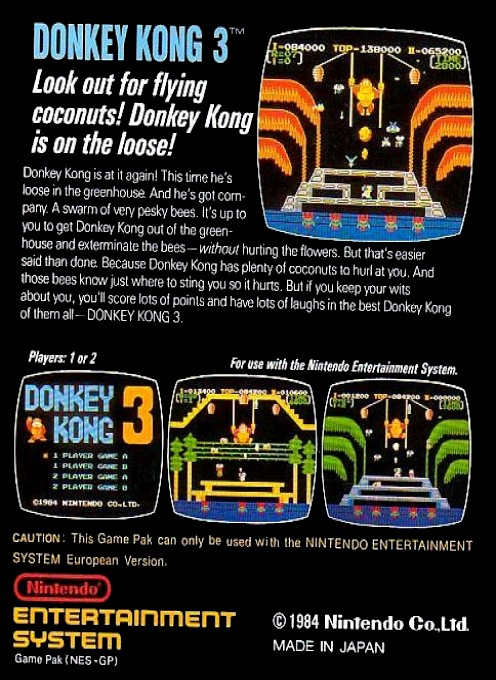 DONKEY KONG 3™
Look out for flying
coconuts! Donkey Kong
is on the loose!
I-084000 TOP-138000 II-065200
TIME
2800
Donkey Kong is at it again! This time he's
loose in the greenhouse. And he's got com-
pany. A swarm of very pesky bees. It's up to
you to get Donkey Kong out of the green-
house and exterminate the bees—without hurting the flowers. But that's easier
said than done. Because Donkey Kong has plenty of coconuts to hurl at you. And
those bees know just where to sting you so it hurts. But if you keep your wits
about you, you'll score lots of points and have lots of laughs in the best Donkey Kong
of them all—DONKEY KONG 3.
Players: 1 or 2
For use with the Nintendo Entertainment System.
DONKEY
KONG 3
1 PLAYER GAME A
1 PLAYER GAME B
2 PLAYER GAME A
2 PLAYER GAME B
©1984 NINTENDO CO.,LTD.
CAUTION: This Game Pak can only be used with the NINTENDO ENTERTAINMENT
SYSTEM European Version.
Nintendo®
ENTERTAINMENT
SYSTEM
Game Pak (NES-GP)
© 1984 Nintendo Co.,Ltd.
MADE IN JAPAN